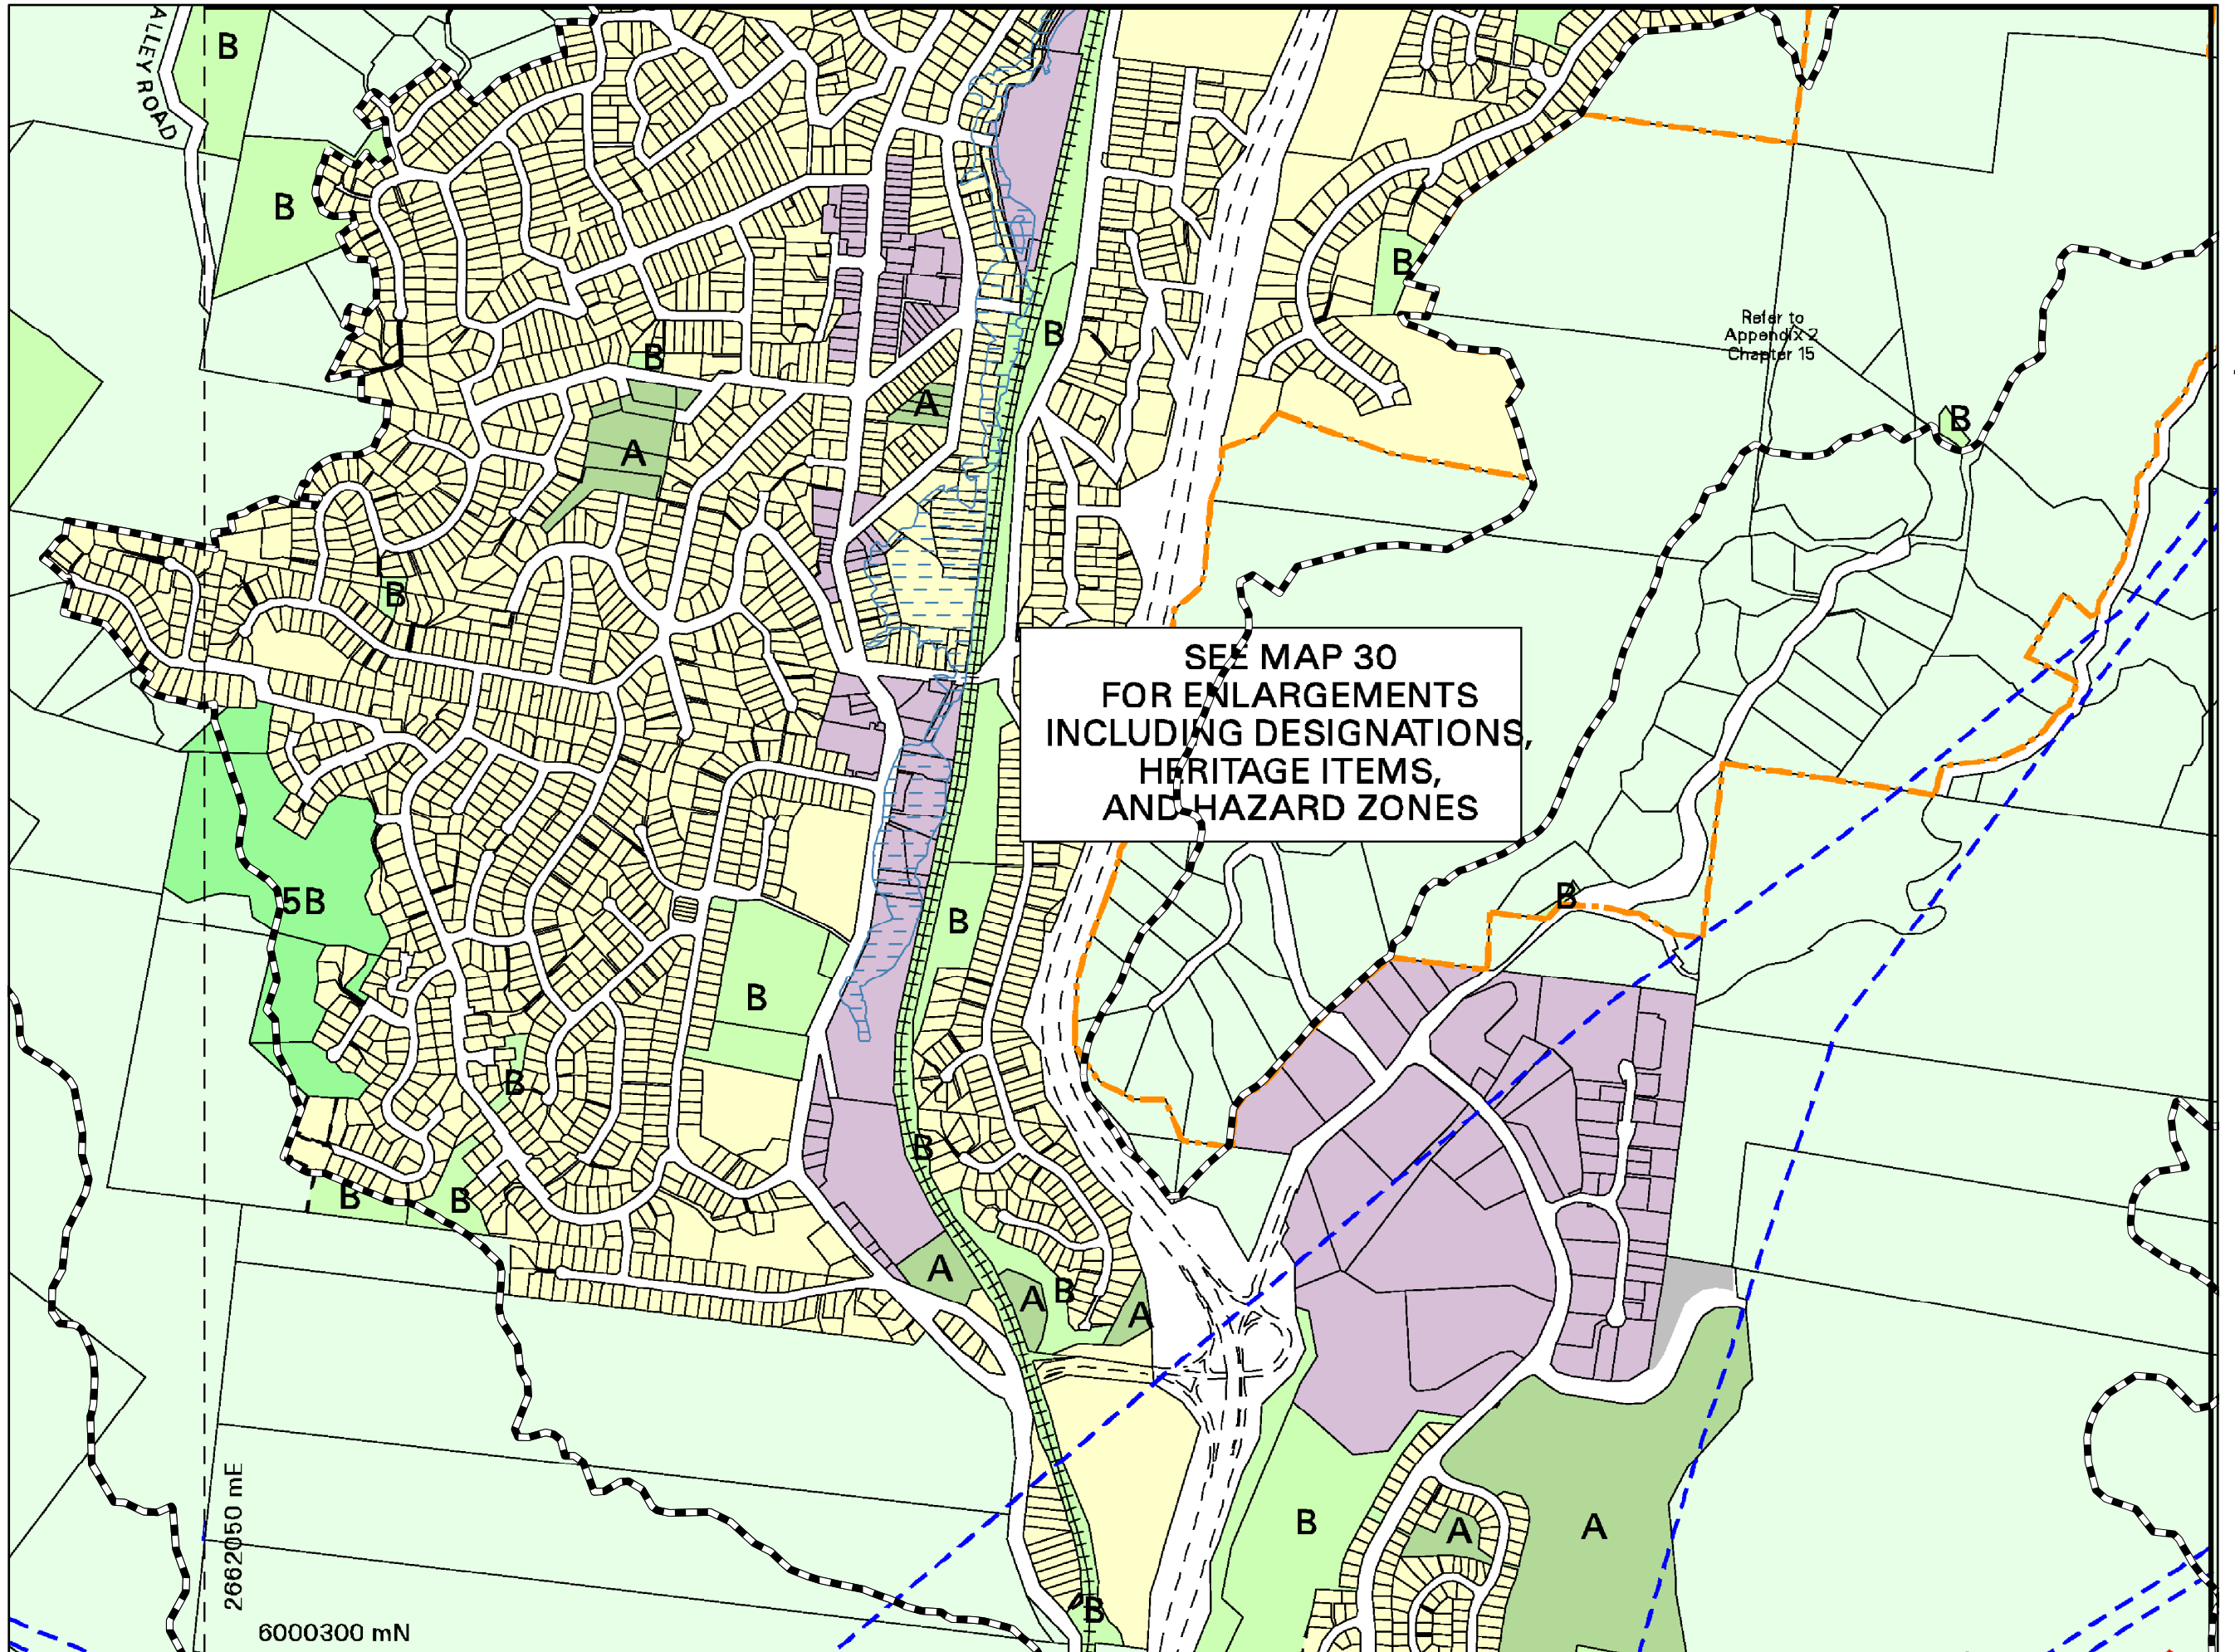 B
ALLEY ROAD
B
B
Refer to
Appendix 2
Chapter 15
B
B
A
A
B
B
SEE MAP 30
FOR ENLARGEMENTS
INCLUDING DESIGNATIONS,
HERITAGE ITEMS,
AND HAZARD ZONES
B
5B
B
B
B
B
B
B
B
A
A
B
A
B
A
A
B
2662050 mE
6000300 mN